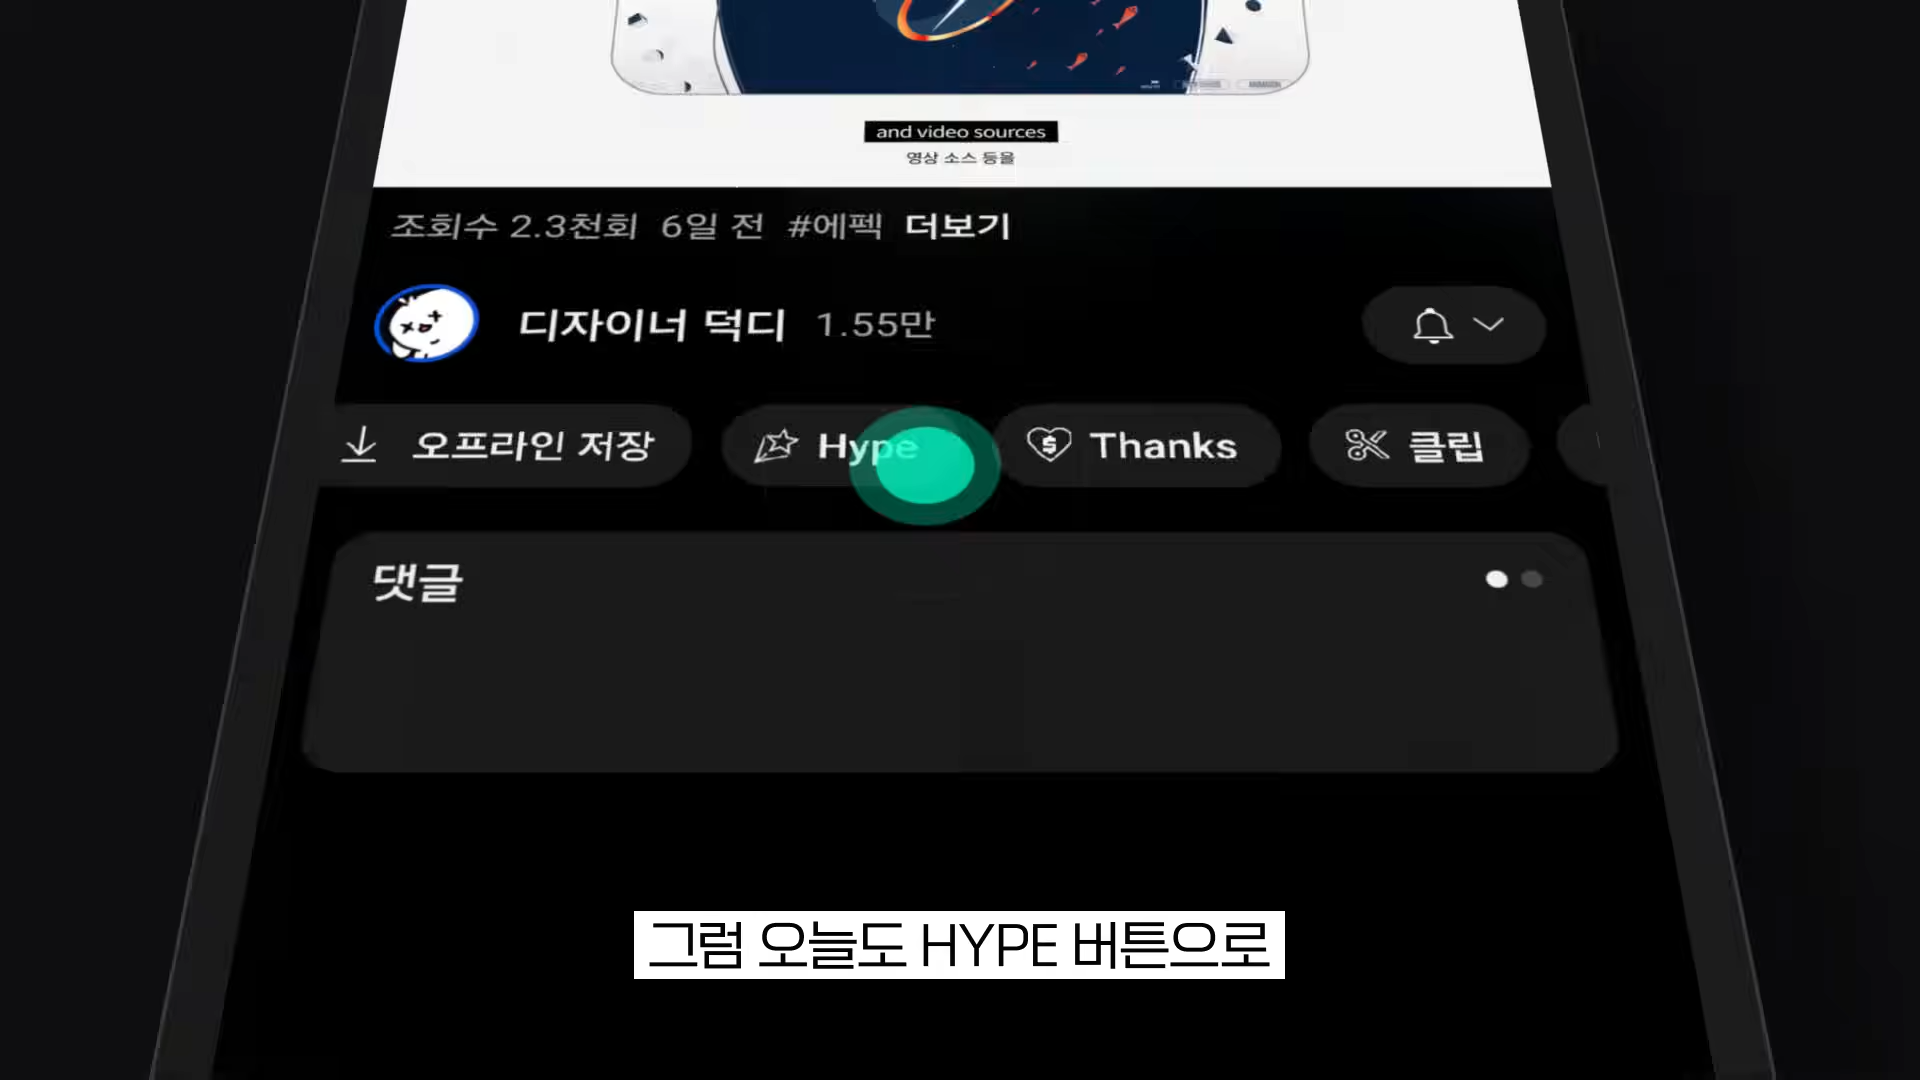 and video sources
영상 소스 등을
조회수 2.3천회 6일 전 #에펙 더보기
디자이너 덕디 1.55만
오프라인 저장 Hype Thanks 클립
댓글
그럼 오늘도 HYPE 버튼으로